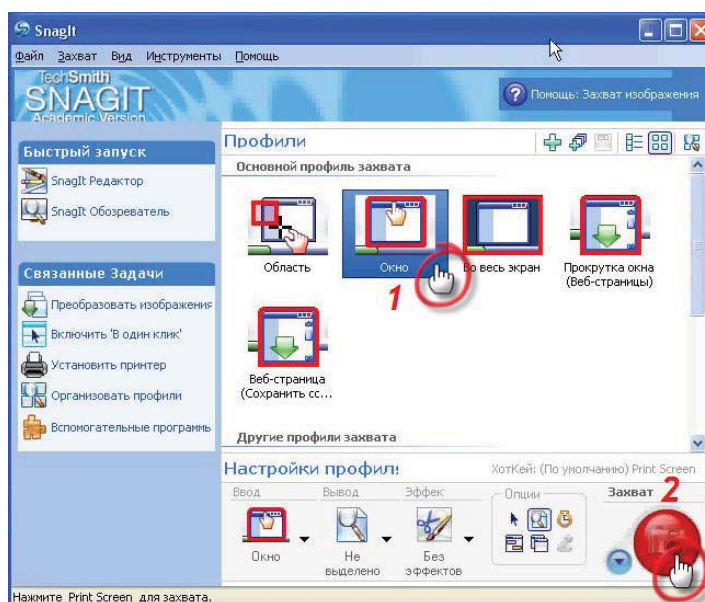 SnagIt
Файл Захват Вид Инструменты Помощь
TechSmith
SNAGIT
Academic Version
Помощь: Захват изображения
Быстрый запуск
SnagIt Редактор
SnagIt Обозреватель
Связанные Задачи
Преобразовать изображения
Включить 'В один клик'
Установить принтер
Организовать профили
Вспомогательные программь
Профили
Основной профиль захвата
Область
Окно
Во весь экран
Прокрутка окна
(Веб-страницы)
1
Веб-страница
(Сохранить сс...
Другие профили захвата
Настройки профиля
ХотКей: (По умолчанию) Print Screen
Ввод
Вывод
Эффек
Опции
Захват
2
Окно
Не
выделено
Без
эффектов
Нажмите Print Screen для захвата.